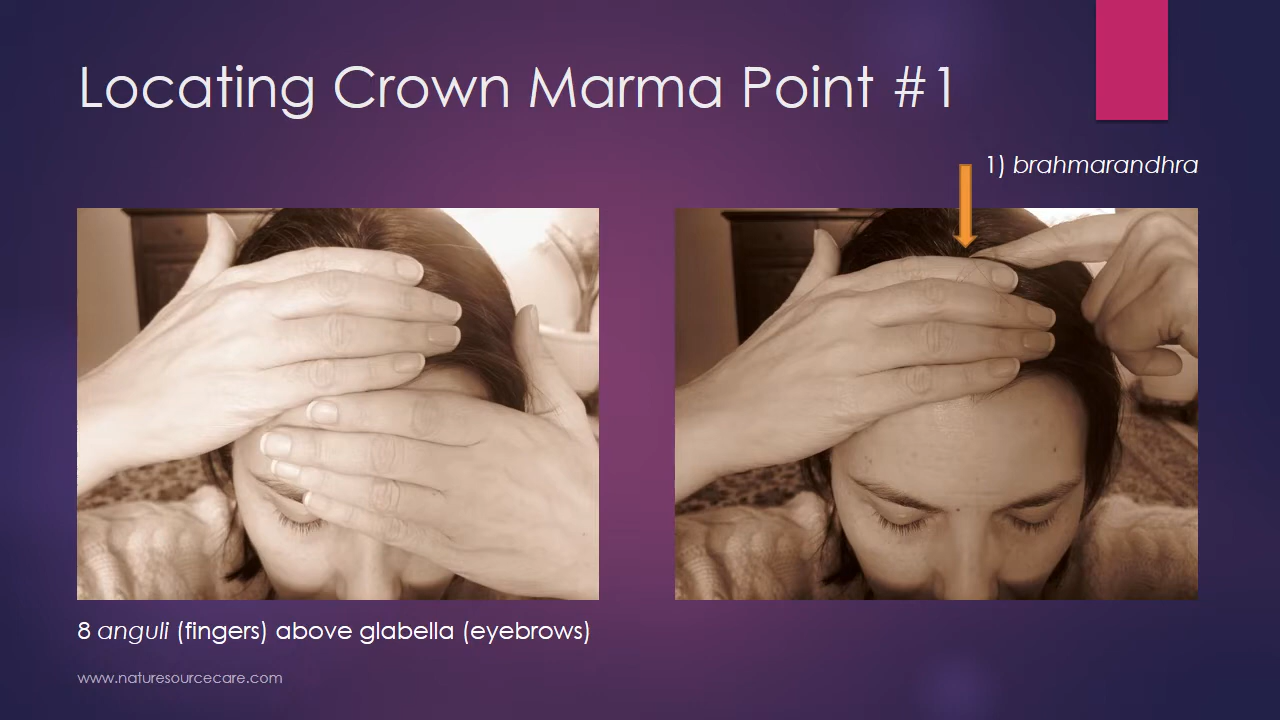 Locating Crown Marma Point #1
1) brahmarandhra
8 anguli (fingers) above glabella (eyebrows)
www.naturesourcecare.com